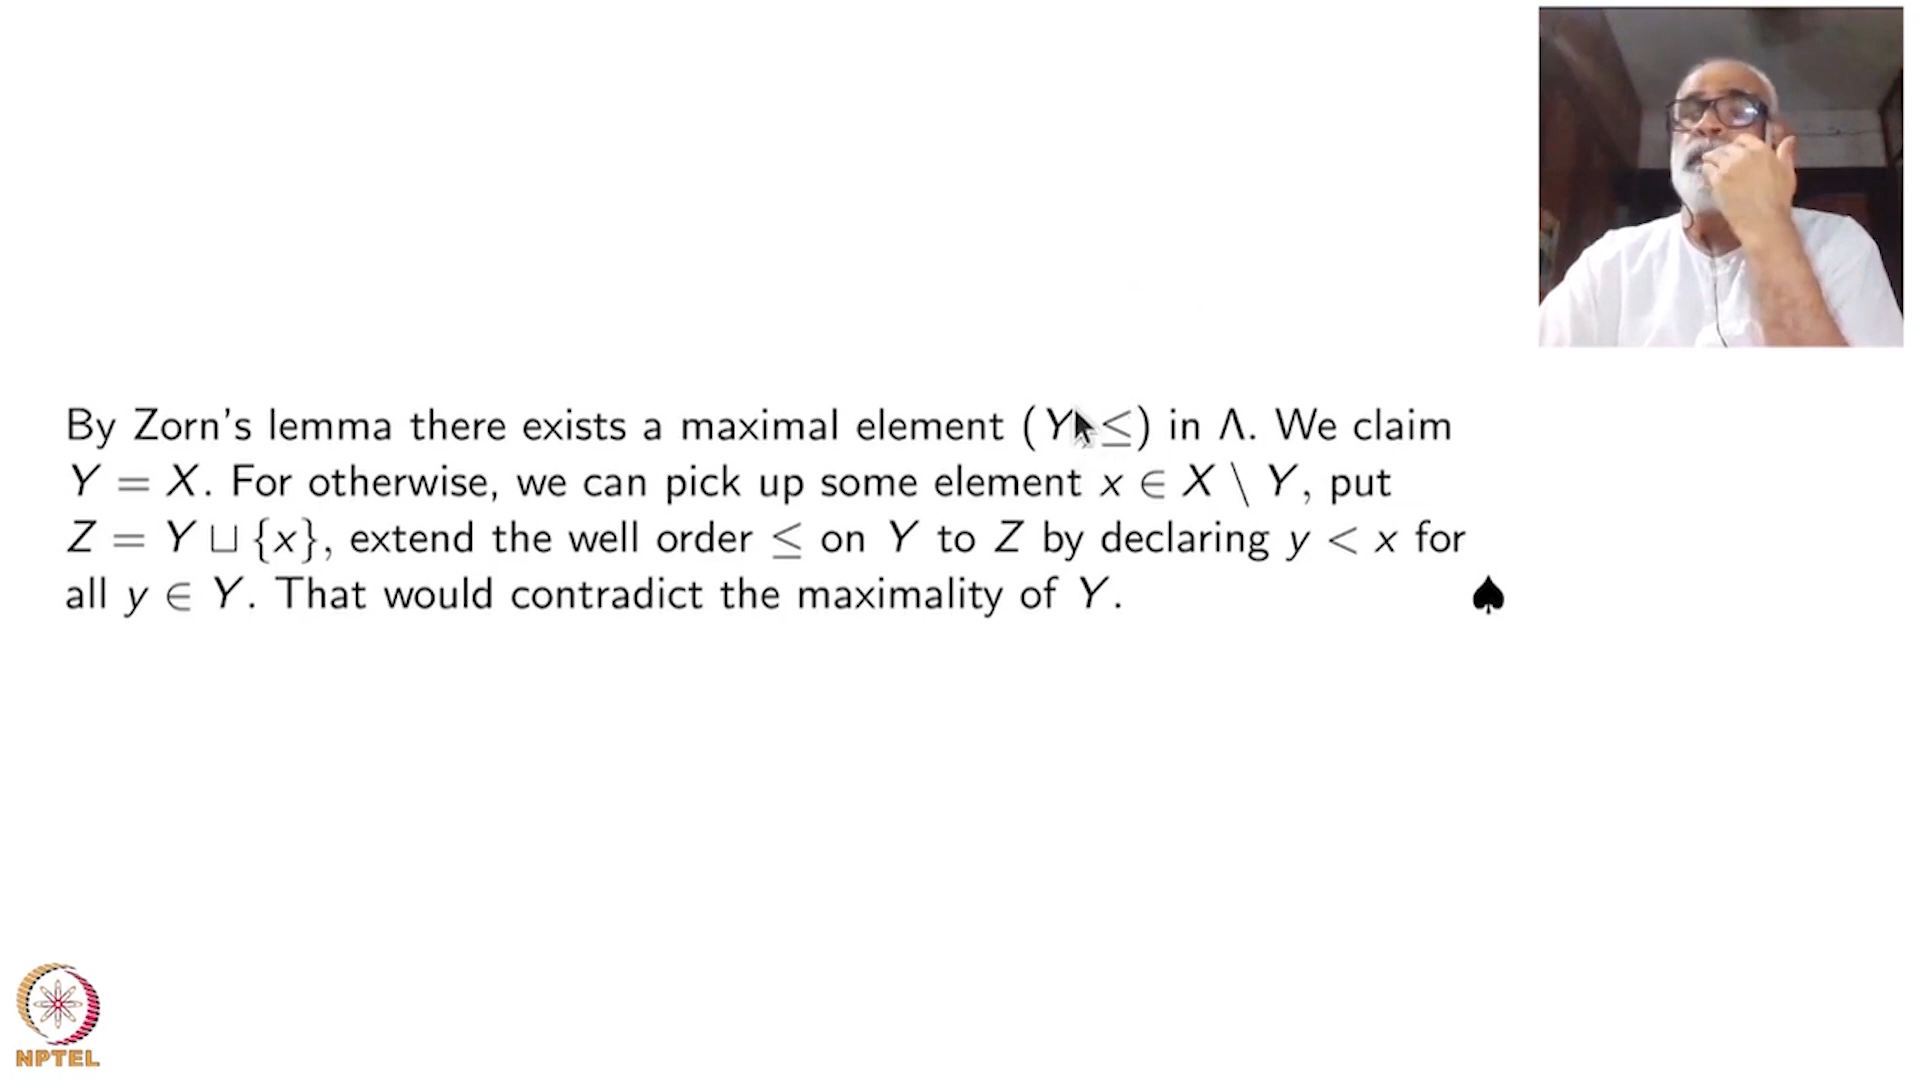 By Zorn's lemma there exists a maximal element (Y, ≤) in Λ. We claim
Y = X. For otherwise, we can pick up some element x ∈ X \ Y, put
Z = Y ⊔ {x}, extend the well order ≤ on Y to Z by declaring y < x for
all y ∈ Y. That would contradict the maximality of Y. ♠
NPTEL